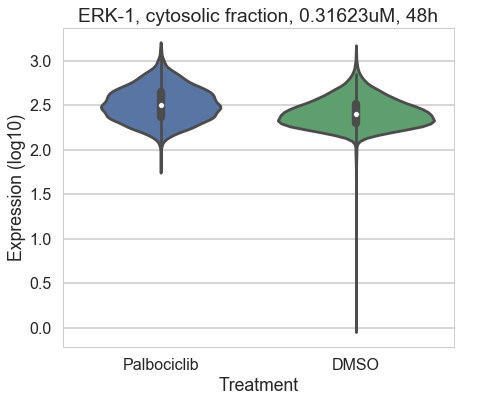 ERK-1, cytosolic fraction, 0.31623uM, 48h
Expression (log10)
3.0
2.5
2.0
1.5
1.0
0.5
0.0
Palbociclib DMSO
Treatment